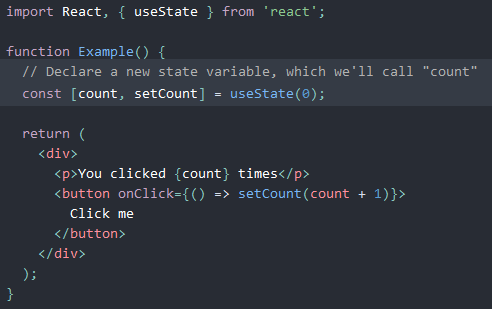 import React, { useState } from 'react';

function Example() {
  // Declare a new state variable, which we'll call "count"
  const [count, setCount] = useState(0);

  return (
    <div>
      <p>You clicked {count} times</p>
      <button onClick={() => setCount(count + 1)}>
        Click me
      </button>
    </div>
  );
}